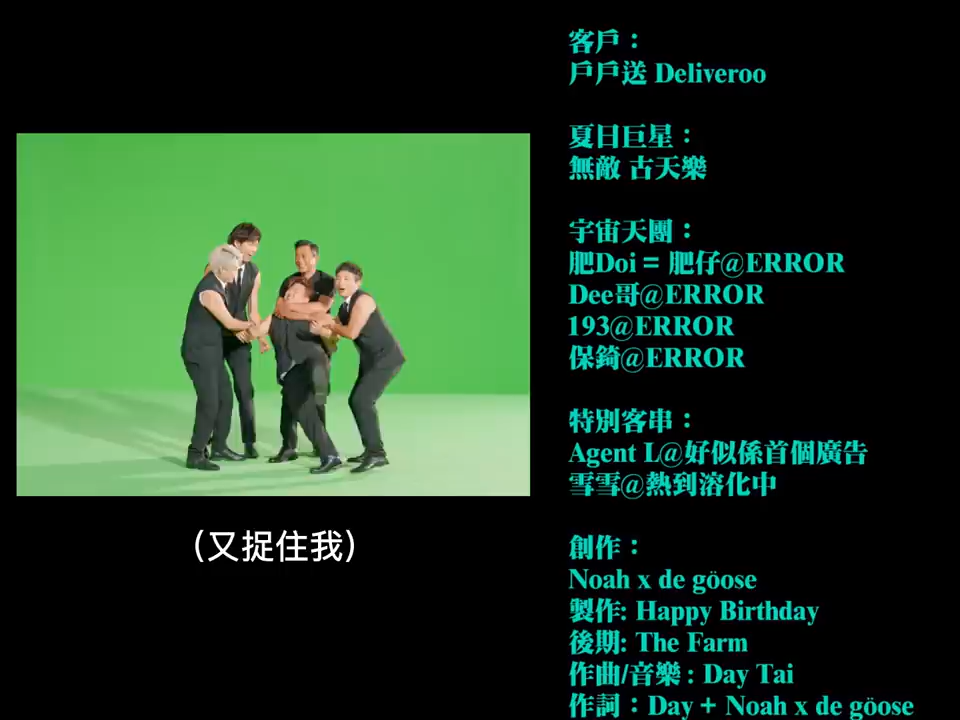 客戶：
戶戶送 Deliveroo
夏日巨星：
無敵 古天樂
宇宙天團：
肥Doi = 肥仔@ERROR
Dee哥@ERROR
193@ERROR
保錡@ERROR
特別客串：
Agent L@好似係首個廣告
雪雪@熱到溶化中
創作：
Noah x de göose
製作: Happy Birthday
後期: The Farm
作曲/音樂 : Day Tai
作詞：Day + Noah x de göose
（又捉住我）